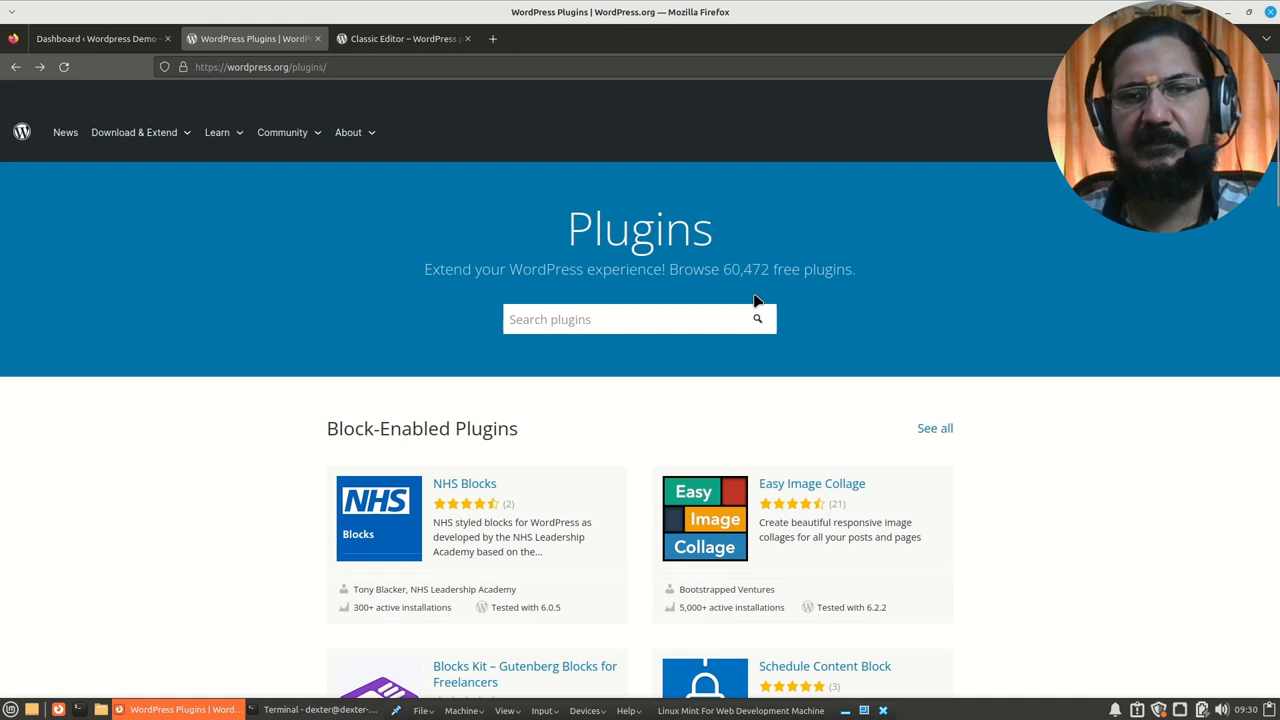 WordPress Plugins | WordPress.org — Mozilla Firefox
Dashboard ‹ Wordpress Demo —
WordPress Plugins | WordP
Classic Editor – WordPress p
https://wordpress.org/plugins/
News
Download & Extend
Learn
Community
About
Plugins
Extend your WordPress experience! Browse 60,472 free plugins.
Search plugins
Block-Enabled Plugins
See all
NHS
Blocks
NHS Blocks
(2)
NHS styled blocks for WordPress as
developed by the NHS Leadership
Academy based on the…
Tony Blacker, NHS Leadership Academy
300+ active installations
Tested with 6.0.5
Easy
Image
Collage
Easy Image Collage
(21)
Create beautiful responsive image
collages for all your posts and pages
Bootstrapped Ventures
5,000+ active installations
Tested with 6.2.2
Blocks Kit – Gutenberg Blocks for
Freelancers
Schedule Content Block
(3)
WordPress Plugins | Word...
Terminal - dexter@dexter-...
File
Machine
View
Input
Devices
Help
Linux Mint For Web Development Machine
09:30